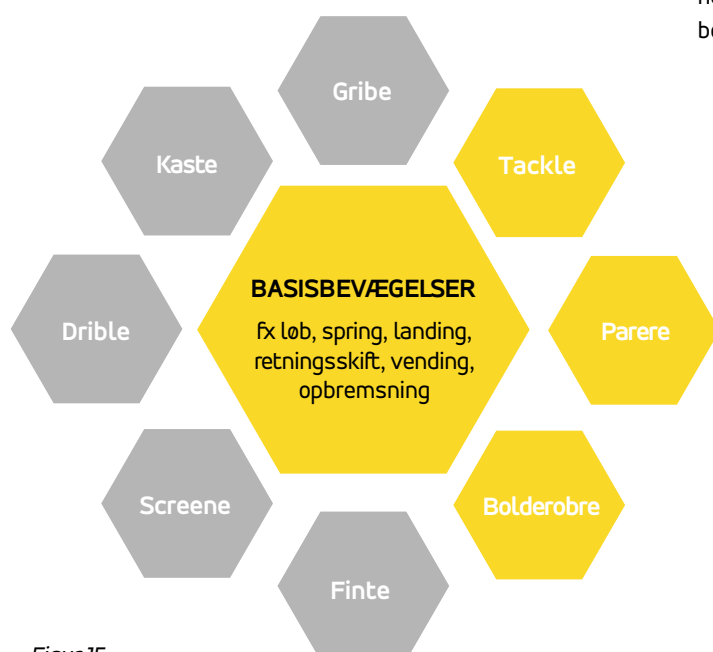 Gribe
Tackle
Kaste
BASISBEVÆGELSER
fx løb, spring, landing,
retningsskift, vending,
opbremsning
Drible
Parere
Screene
Bolderobre
Finte